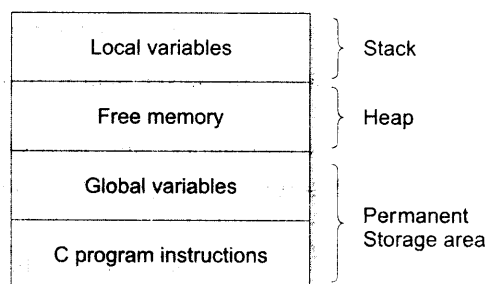 Local variables
Stack
Free memory
Heap
Global variables
C program instructions
Permanent
Storage area